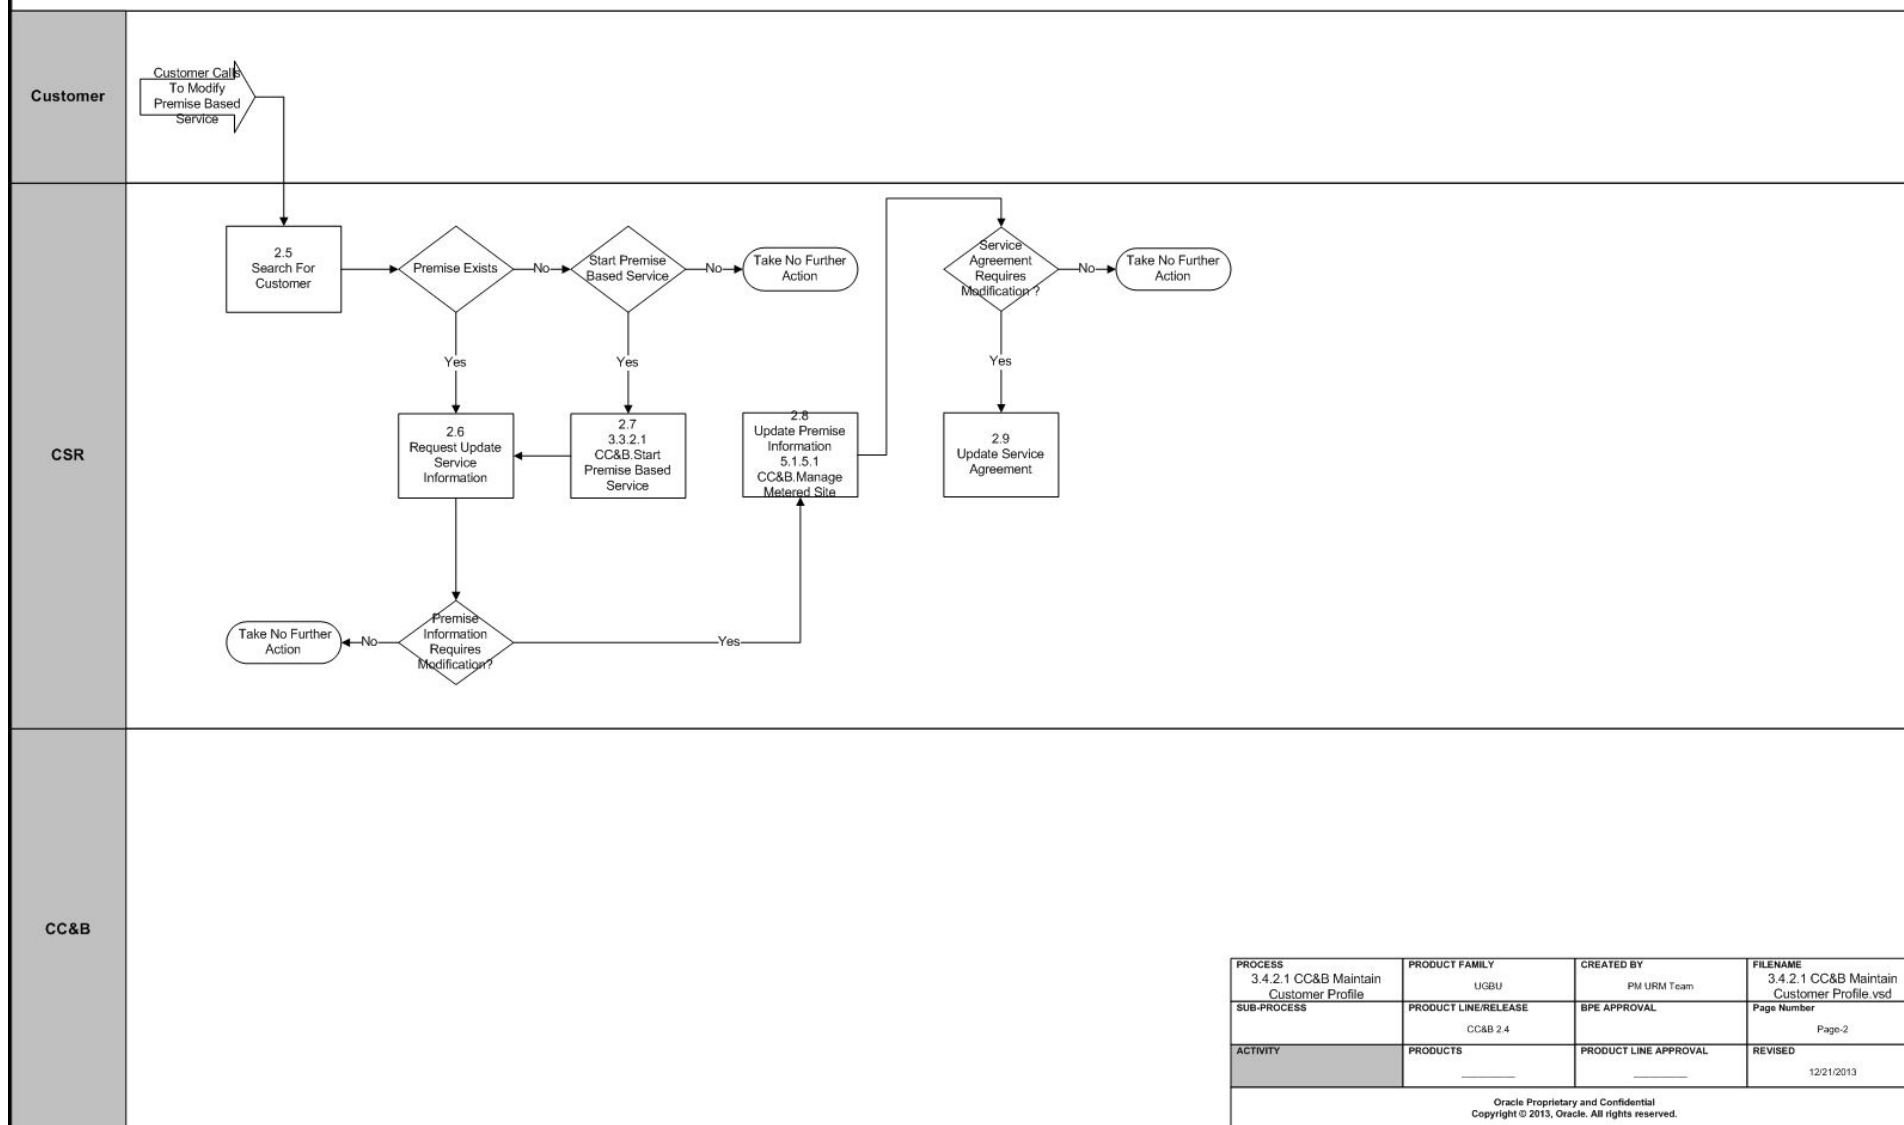 Customer
Customer Calls
To Modify
Premise Based
Service
CSR
2.5
Search For
Customer
Premise Exists
No
Start Premise
Based Service
No
Take No Further
Action
Service
Agreement
Requires
Modification ?
No
Take No Further
Action
Yes
Yes
Yes
2.6
Request Update
Service
Information
2.7
3.3.2.1
CC&B.Start
Premise Based
Service
2.8
Update Premise
Information
5.1.5.1
CC&B.Manage
Metered Site
2.9
Update Service
Agreement
Take No Further
Action
No
Premise
Information
Requires
Modification?
Yes
CC&B
PROCESS
3.4.2.1 CC&B Maintain
Customer Profile
PRODUCT FAMILY
UGBU
CREATED BY
PM URM Team
FILENAME
3.4.2.1 CC&B Maintain
Customer Profile.vsd
SUB-PROCESS
PRODUCT LINE/RELEASE
CC&B 2.4
BPE APPROVAL
Page Number
Page-2
ACTIVITY
PRODUCTS
PRODUCT LINE APPROVAL
REVISED
12/21/2013
Oracle Proprietary and Confidential
Copyright © 2013, Oracle. All rights reserved.